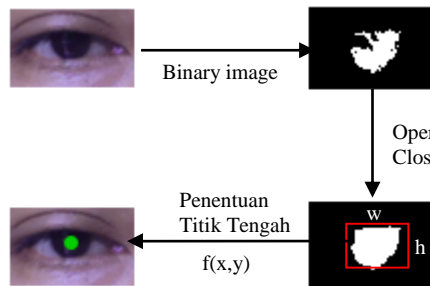 Binary image
Penentuan
Titik Tengah
f(x,y)
w
h